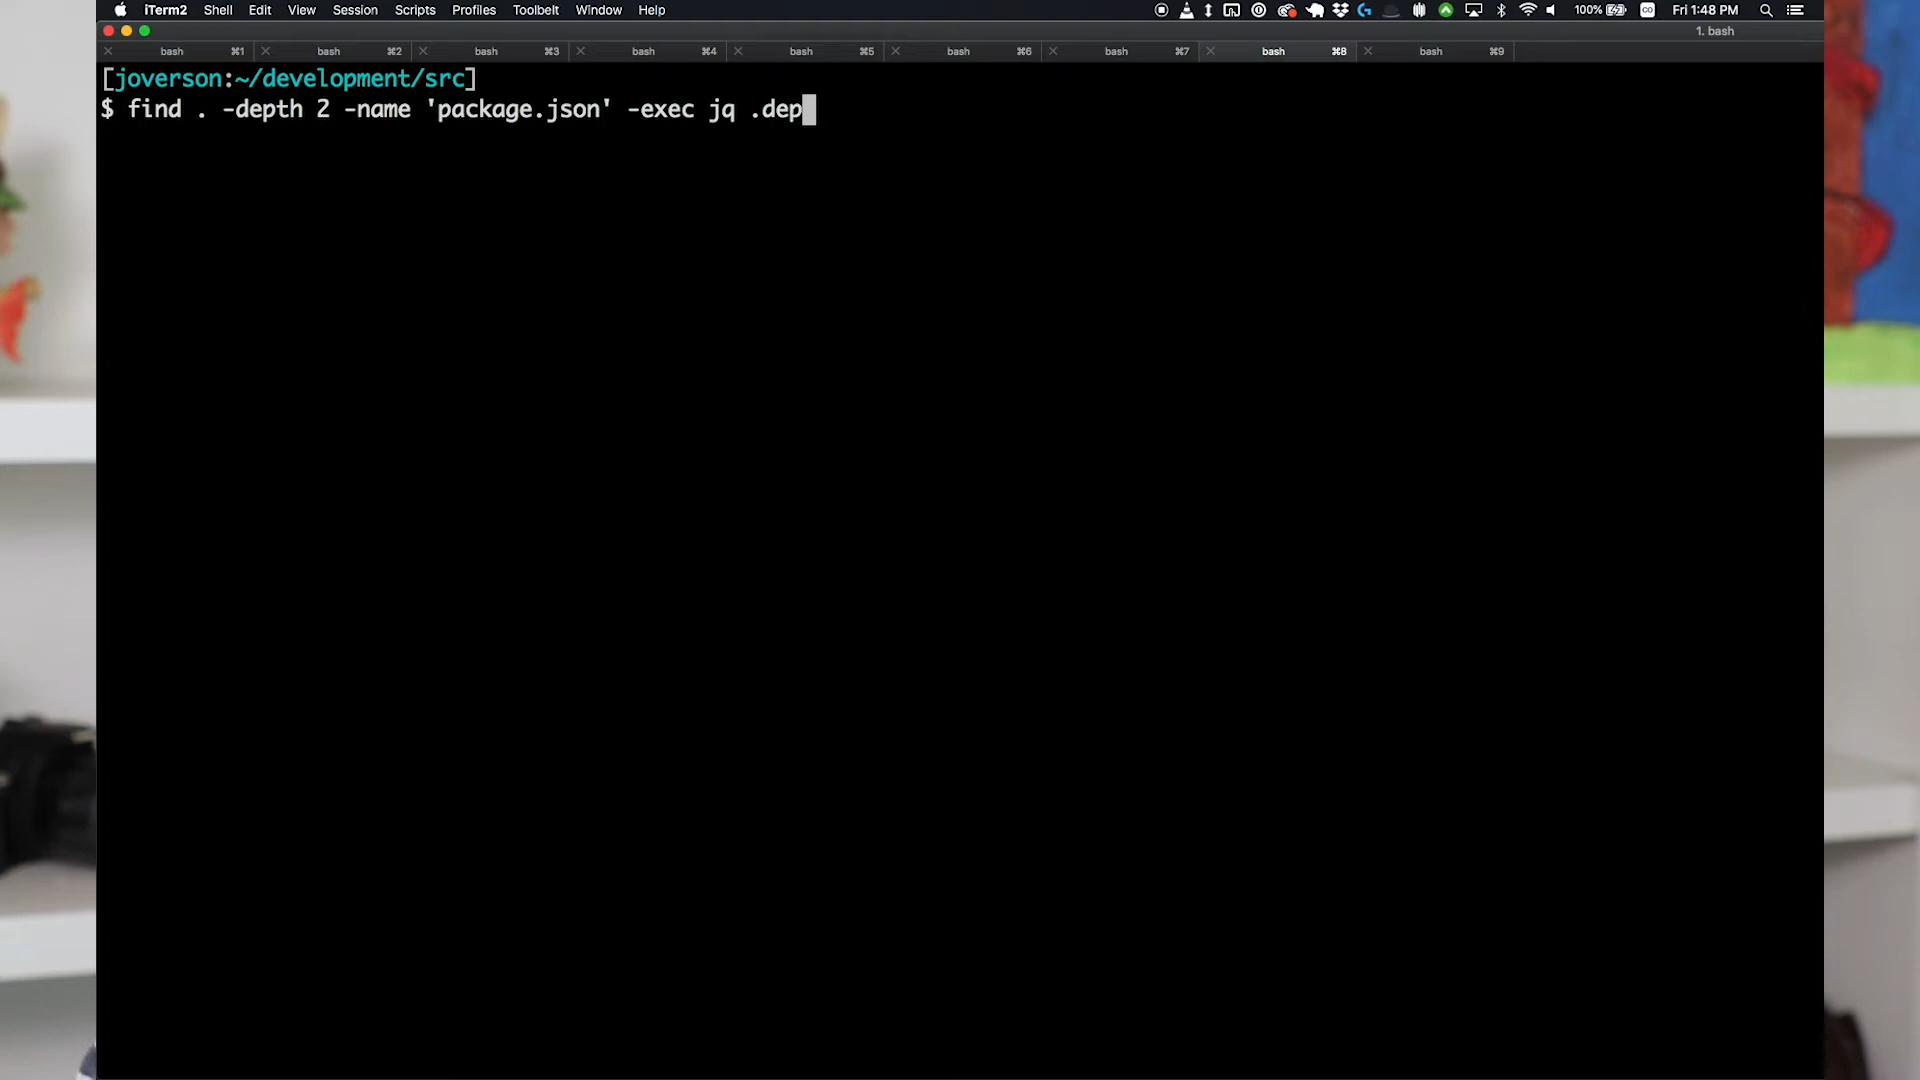 iTerm2 Shell Edit View Session Scripts Profiles Toolbelt Window Help 100% Fri 1:48 PM
1. bash
bash ⌘1 bash ⌘2 bash ⌘3 bash ⌘4 bash ⌘5 bash ⌘6 bash ⌘7 bash ⌘8 bash ⌘9
[joverson:~/development/src]
$ find . -depth 2 -name 'package.json' -exec jq .dep